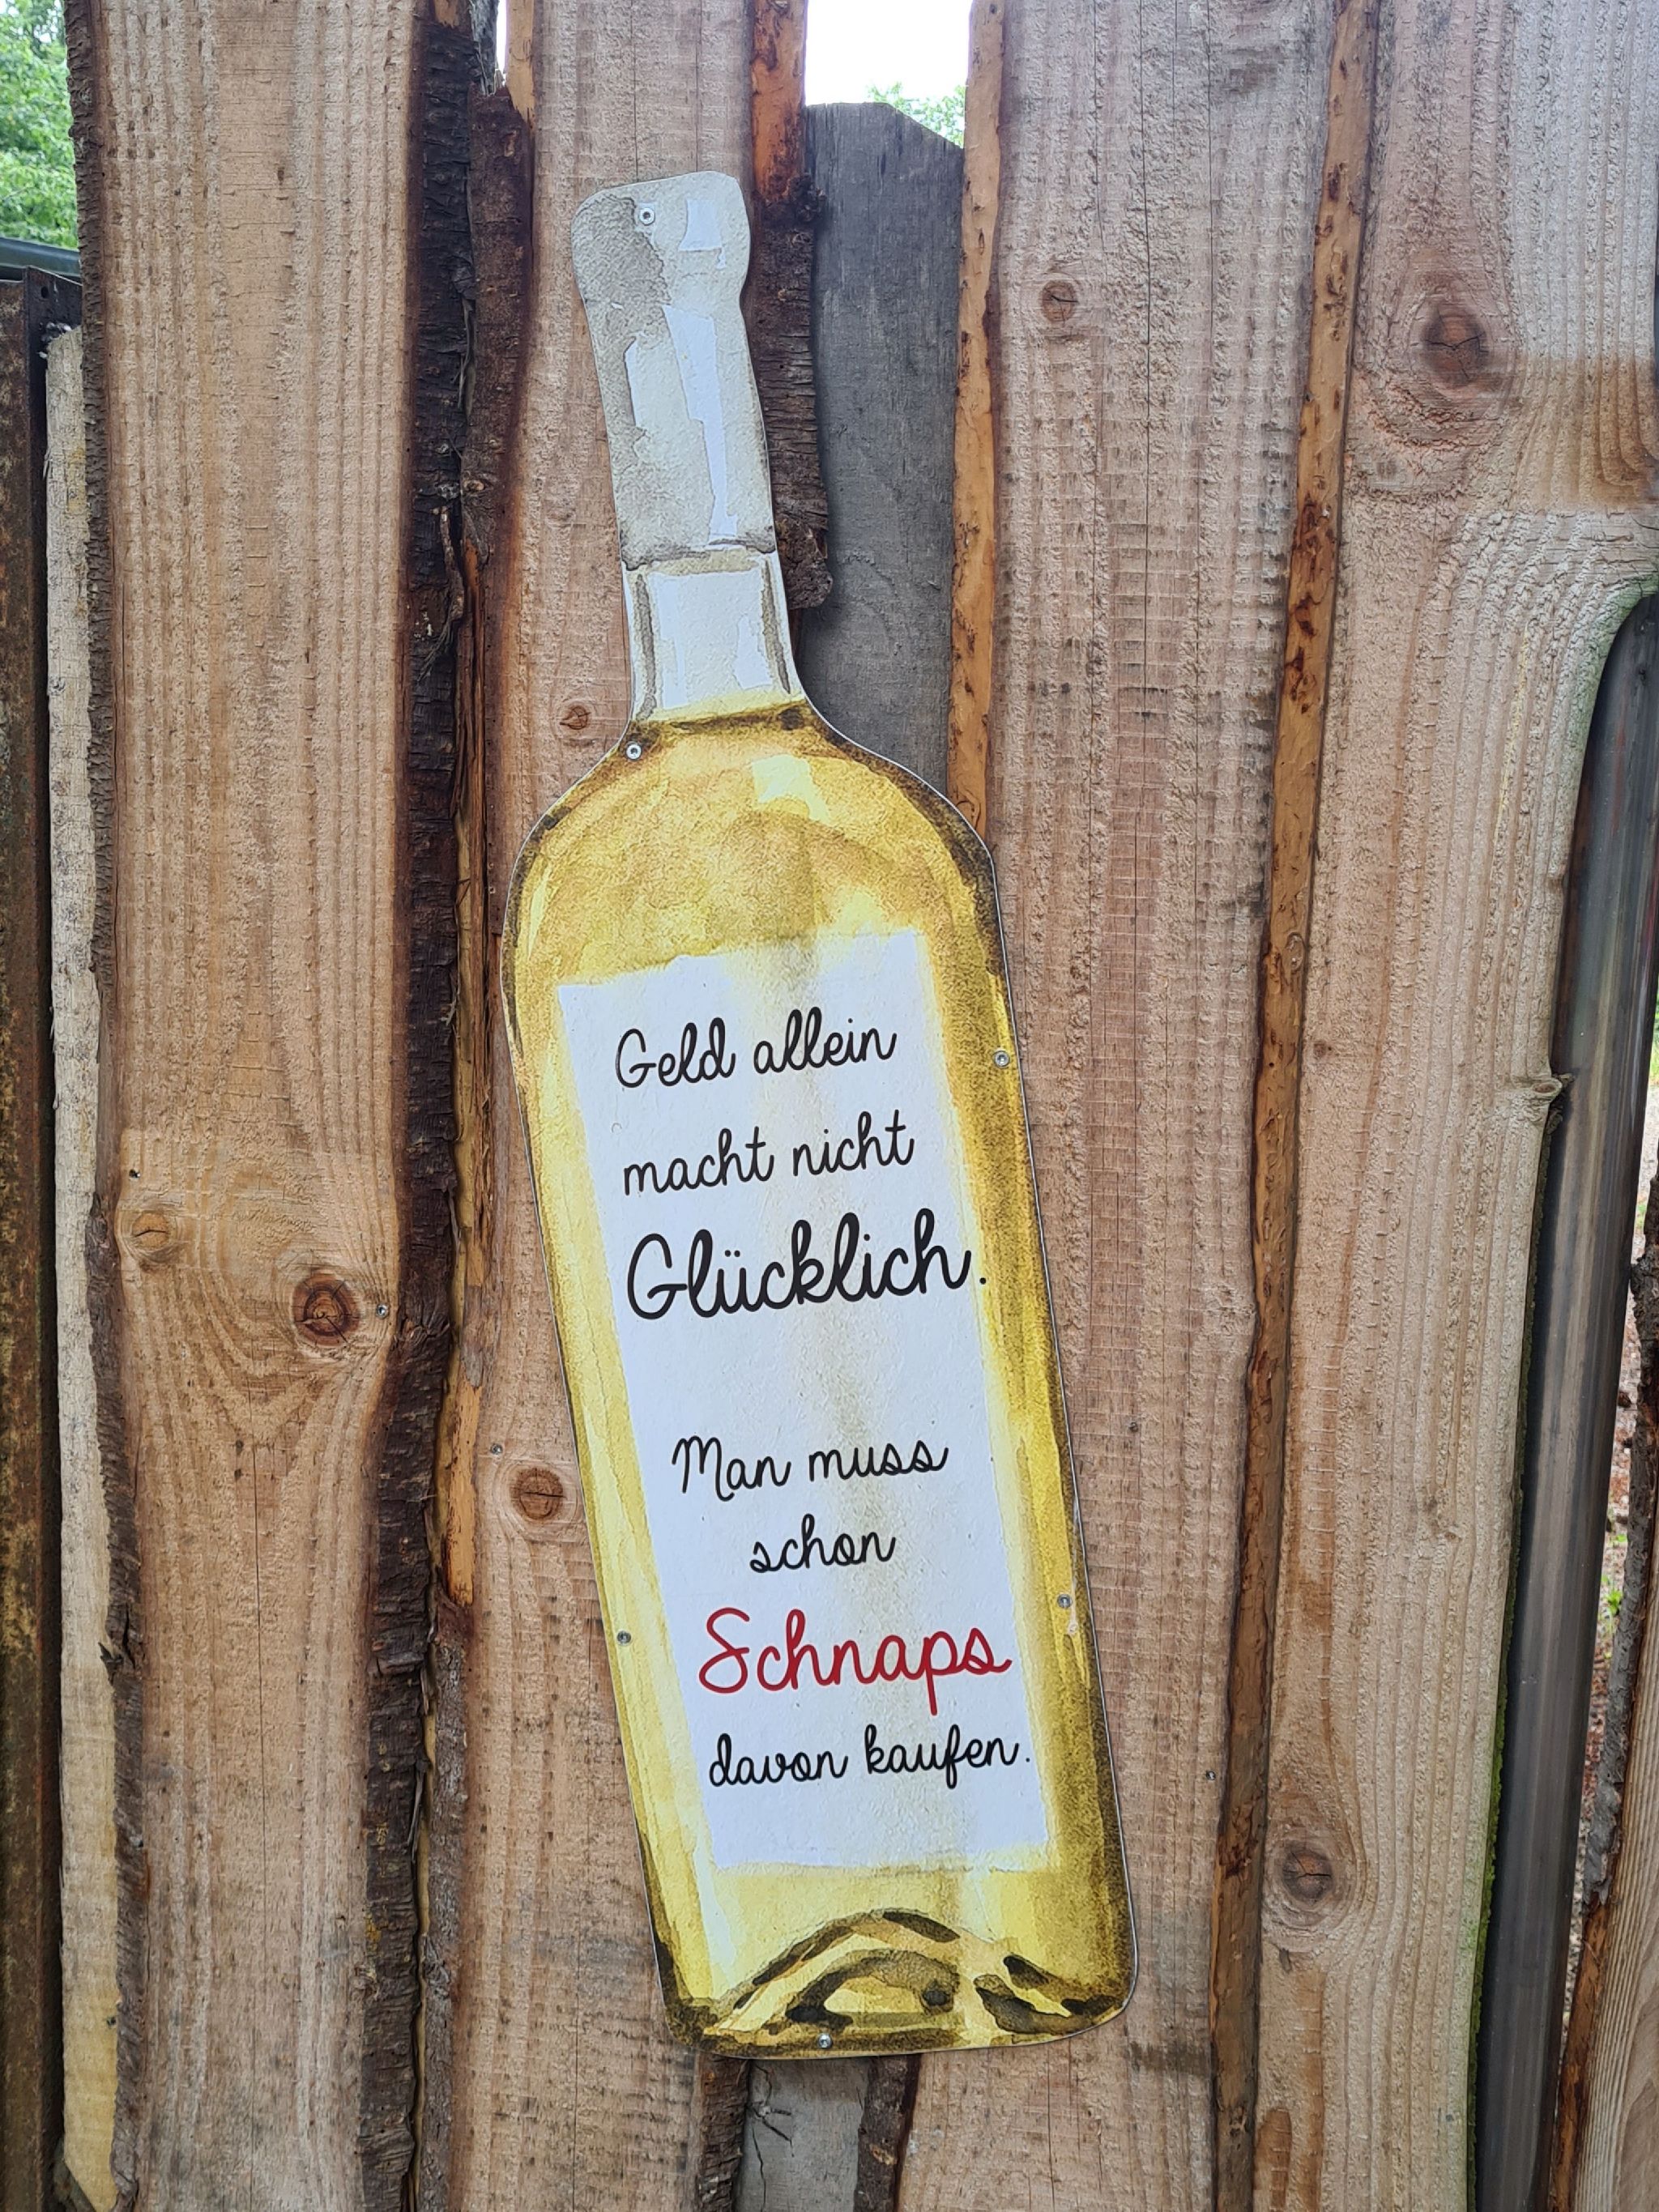 Geld allein
macht nicht
Glücklich.
Man muss
schon
Schnaps
davon kaufen.